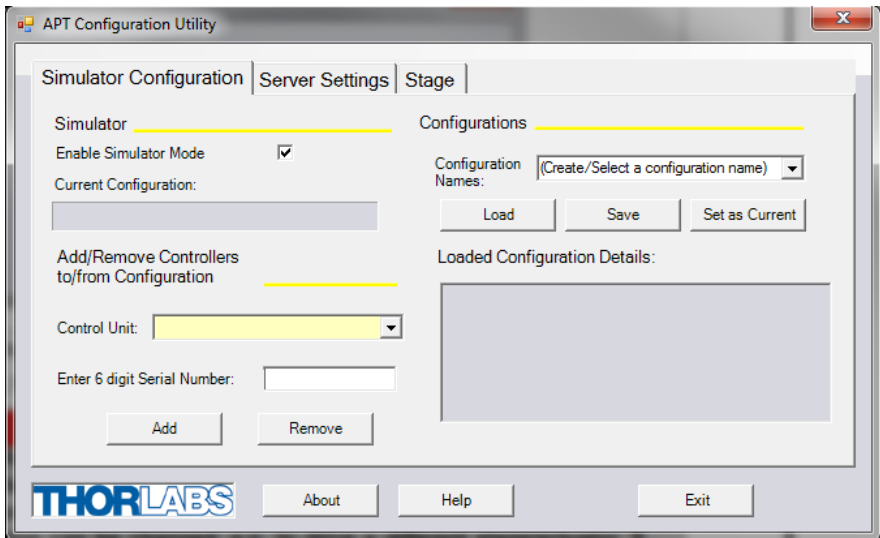 APT Configuration Utility
Simulator Configuration
Server Settings
Stage
Simulator
Enable Simulator Mode
Current Configuration:
Add/Remove Controllers
to/from Configuration
Control Unit:
Enter 6 digit Serial Number:
Add
Remove
Configurations
Configuration
Names:
(Create/Select a configuration name)
Load
Save
Set as Current
Loaded Configuration Details:
THORLABS
About
Help
Exit